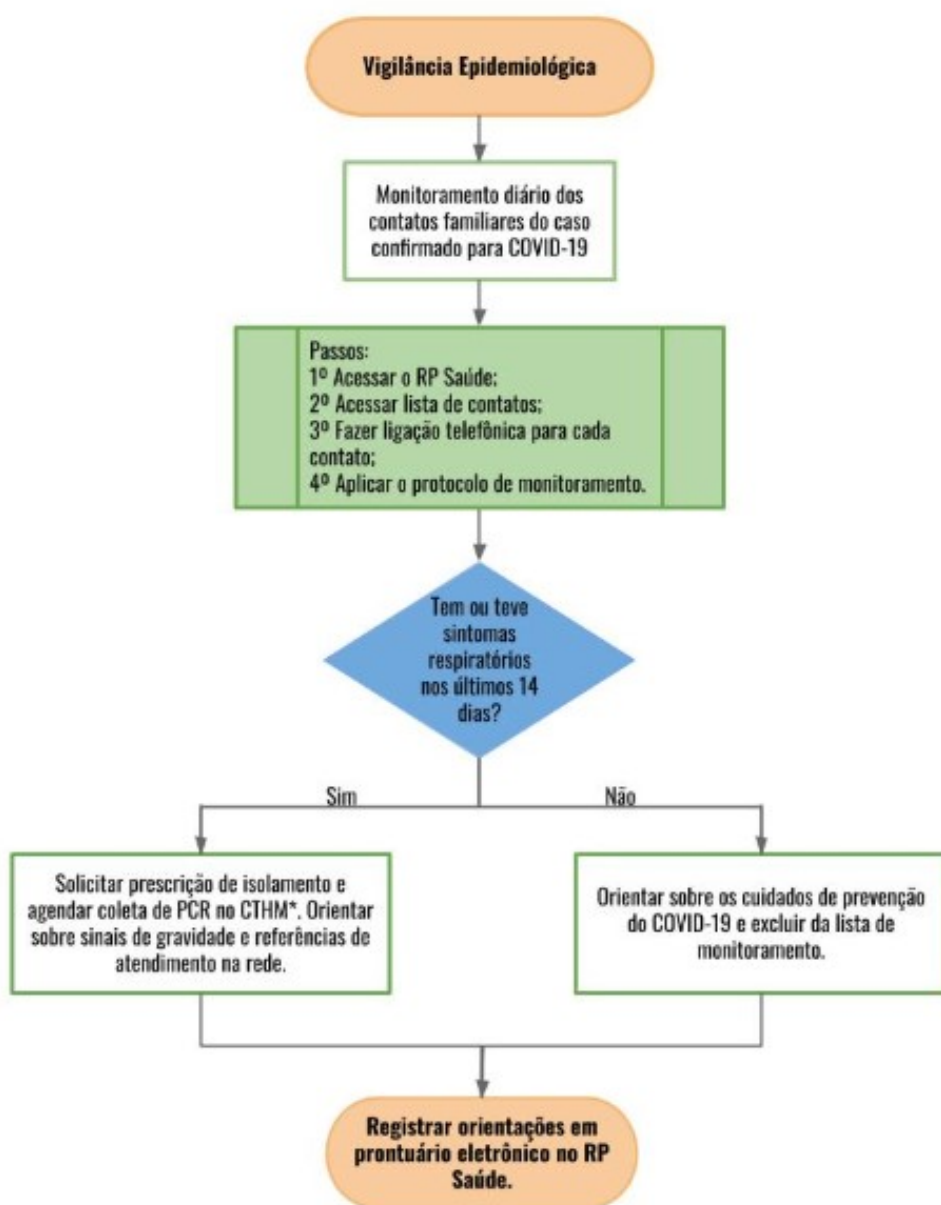 Vigilância Epidemiológica
Monitoramento diário dos
contatos familiares do caso
confirmado para COVID-19
Passos:
1º Acessar o RP Saúde;
2º Acessar lista de contatos;
3º Fazer ligação telefônica para cada
contato;
4º Aplicar o protocolo de monitoramento.
Tem ou teve
sintomas
respiratórios
nos últimos 14
dias?
Sim
Não
Solicitar prescrição de isolamento e
agendar coleta de PCR no CTHM*. Orientar
sobre sinais de gravidade e referências de
atendimento na rede.
Orientar sobre os cuidados de prevenção
do COVID-19 e excluir da lista de
monitoramento.
Registrar orientações em
prontuário eletrônico no RP
Saúde.